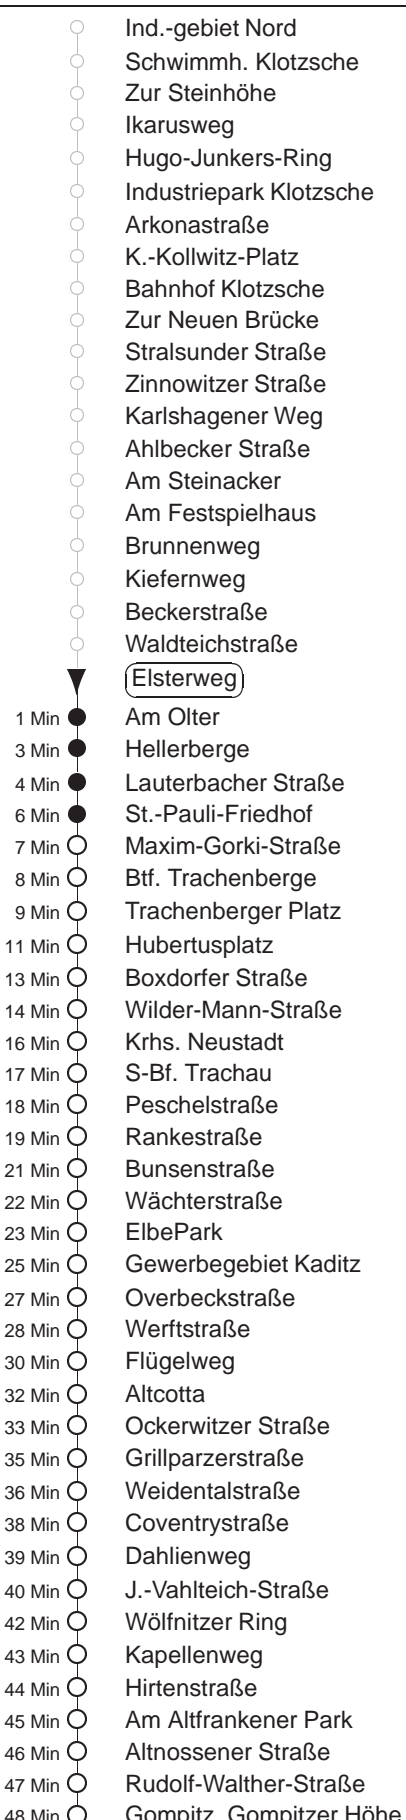 Ind.-gebiet Nord
Schwimmh. Klotzsche
Zur Steinhöhe
Ikarusweg
Hugo-Junkers-Ring
Industriepark Klotzsche
Arkonastraße
K.-Kollwitz-Platz
Bahnhof Klotzsche
Zur Neuen Brücke
Stralsunder Straße
Zinnowitzer Straße
Karlshagener Weg
Ahlbecker Straße
Am Steinacker
Am Festspielhaus
Brunnenweg
Kiefernweg
Beckerstraße
Waldteichstraße
Elsterweg
1 Min Am Olter
3 Min Hellerberge
4 Min Lauterbacher Straße
6 Min St.-Pauli-Friedhof
7 Min Maxim-Gorki-Straße
8 Min Btf. Trachenberge
9 Min Trachenberger Platz
11 Min Hubertusplatz
13 Min Boxdorfer Straße
14 Min Wilder-Mann-Straße
16 Min Krhs. Neustadt
17 Min S-Bf. Trachau
18 Min Peschelstraße
19 Min Rankestraße
21 Min Bunsenstraße
22 Min Wächterstraße
23 Min ElbePark
25 Min Gewerbegebiet Kaditz
27 Min Overbeckstraße
28 Min Werftstraße
30 Min Flügelweg
32 Min Altcotta
33 Min Ockerwitzer Straße
35 Min Grillparzerstraße
36 Min Weidentalstraße
38 Min Coventrystraße
39 Min Dahlienweg
40 Min J.-Vahlteich-Straße
42 Min Wölfnitzer Ring
43 Min Kapellenweg
44 Min Hirtenstraße
45 Min Am Altfrankener Park
46 Min Altnossener Straße
47 Min Rudolf-Walther-Straße
48 Min Gompitz, Gompitzer Höhe